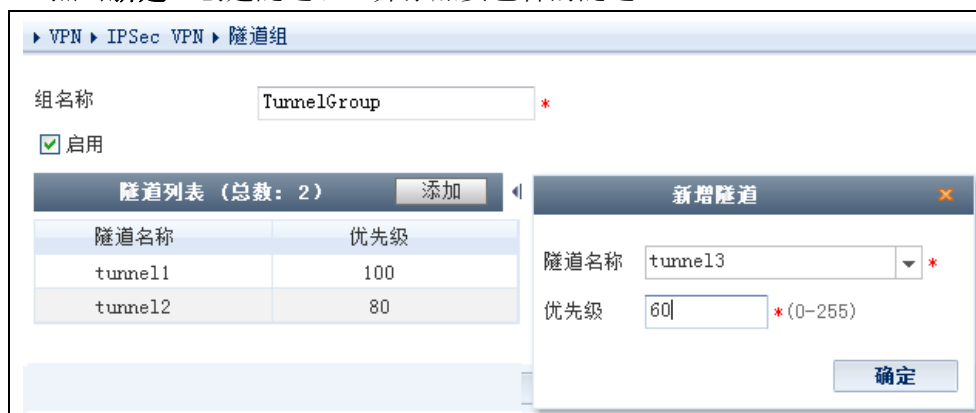 VPN IPSec VPN 隧道组
组名称 TunnelGroup *
启用
隧道列表 (总数: 2) 添加
隧道名称 优先级
tunnel1 100
tunnel2 80
新增隧道
隧道名称 tunnel3 *
优先级 60 *(0-255)
确定